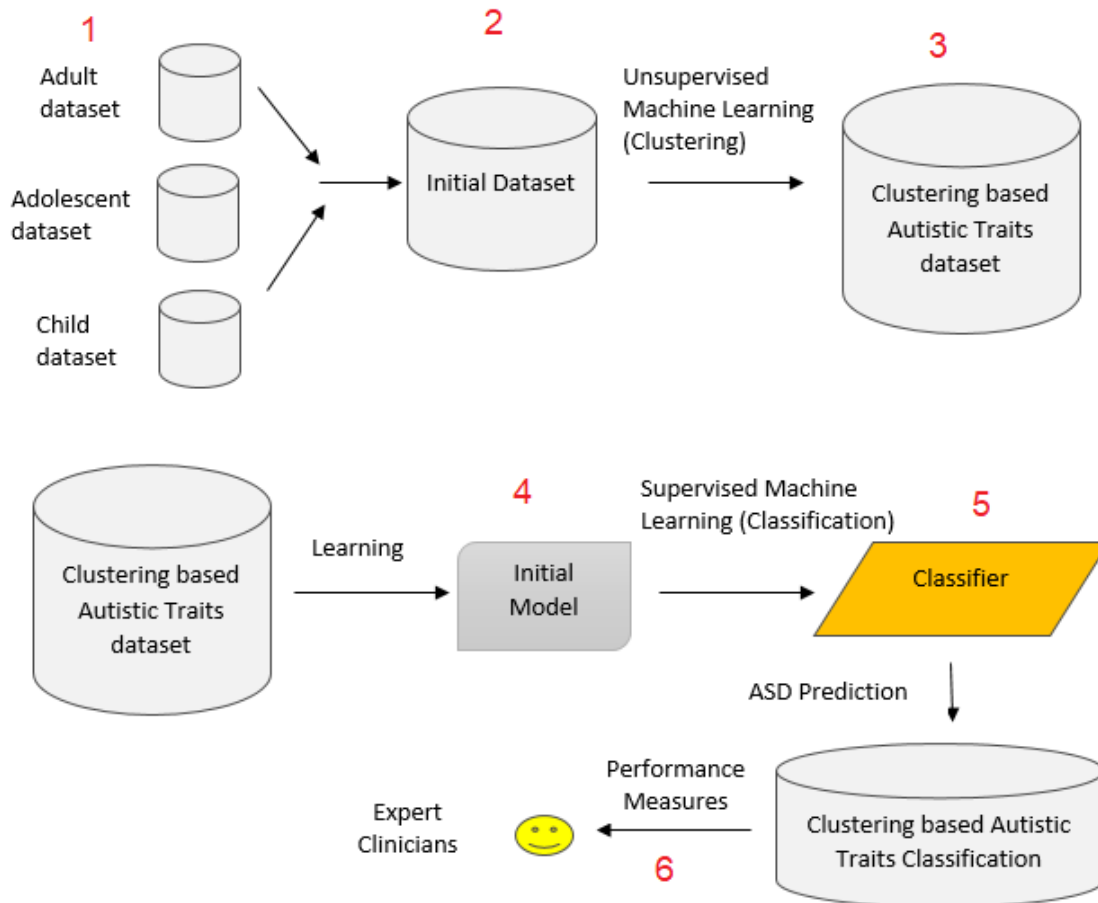 1
Adult
dataset
Adolescent
dataset
Child
dataset
2
Initial Dataset
Unsupervised
Machine Learning
(Clustering)
3
Clustering based
Autistic Traits
dataset
Clustering based
Autistic Traits
dataset
Learning
4
Initial
Model
Supervised Machine
Learning (Classification)
5
Classifier
ASD Prediction
Clustering based Autistic
Traits Classification
Performance
Measures
6
Expert
Clinicians